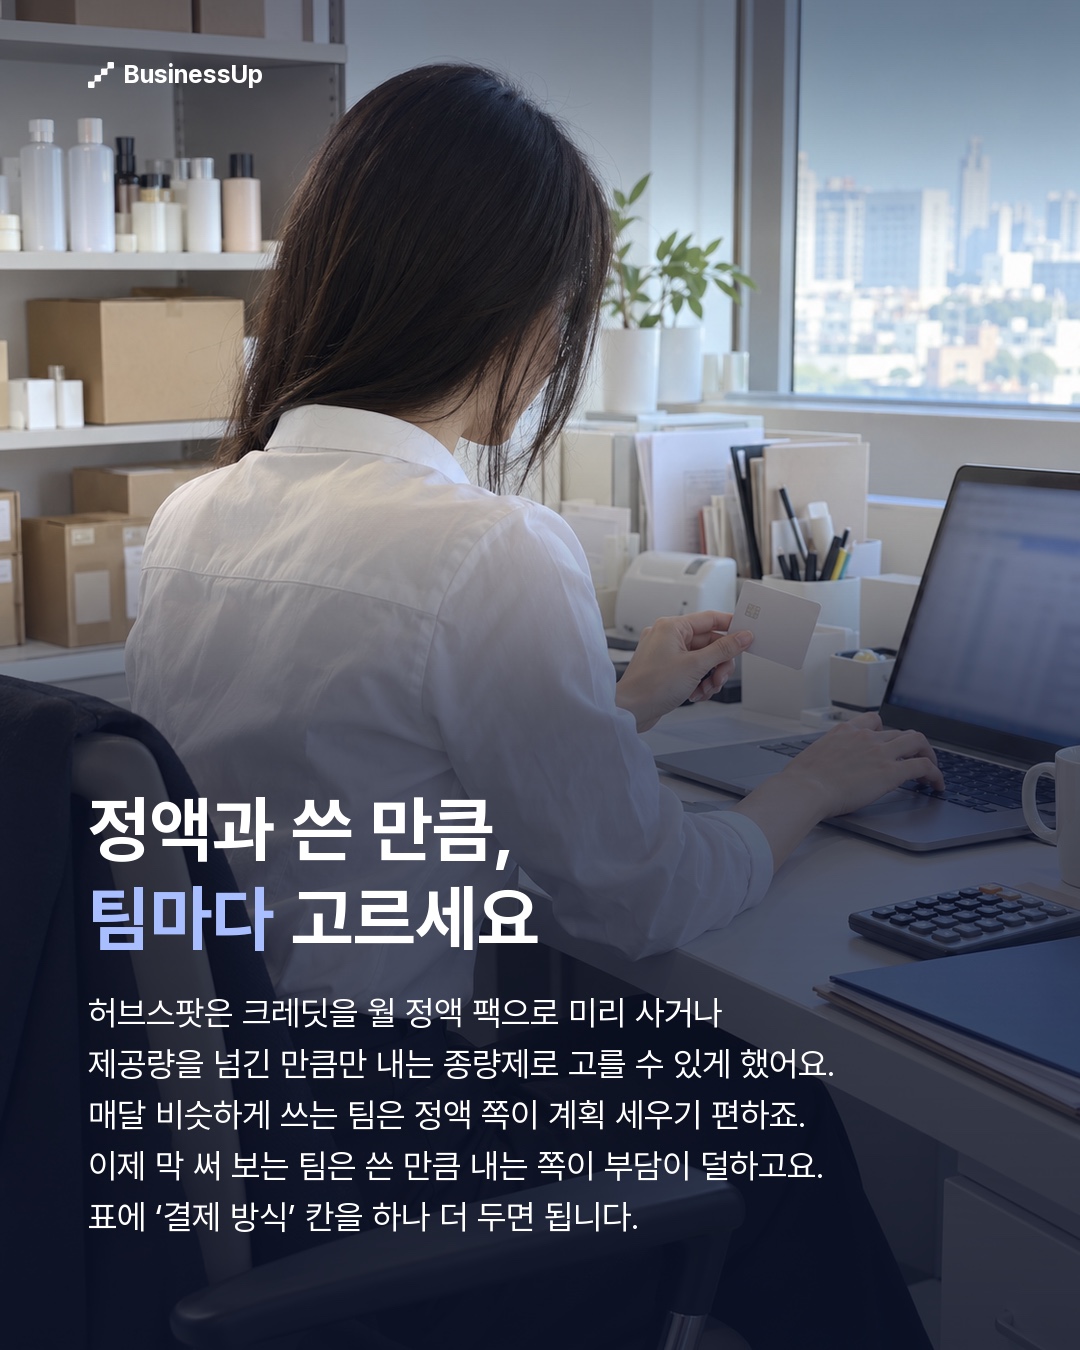 BusinessUp
정액과 쓴 만큼,
팀마다 고르세요
허브스팟은 크레딧을 월 정액 팩으로 미리 사거나
제공량을 넘긴 만큼만 내는 종량제로 고를 수 있게 했어요.
매달 비슷하게 쓰는 팀은 정액 쪽이 계획 세우기 편하죠.
이제 막 써 보는 팀은 쓴 만큼 내는 쪽이 부담이 덜하고요.
표에 ‘결제 방식’ 칸을 하나 더 두면 됩니다.